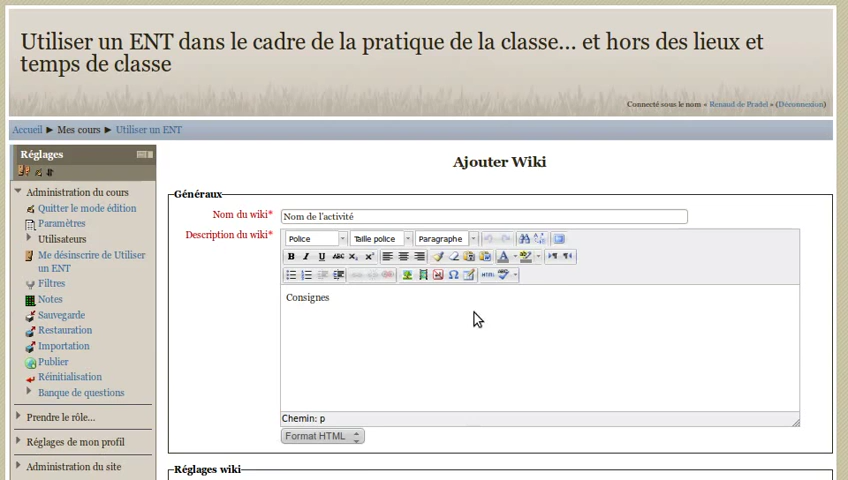 Utiliser un ENT dans le cadre de la pratique de la classe... et hors des lieux et
temps de classe
Connecté sous le nom « Renaud de Pradel » (Déconnexion)
Accueil ► Mes cours ► Utiliser un ENT
Réglages
Administration du cours
Quitter le mode édition
Paramètres
Utilisateurs
Me désinscrire de Utiliser
un ENT
Filtres
Notes
Sauvegarde
Restauration
Importation
Publier
Réinitialisation
Banque de questions
Prendre le rôle...
Réglages de mon profil
Administration du site
Ajouter Wiki
Généraux
Nom du wiki* Nom de l'activité
Description du wiki*
Police Taille police Paragraphe
B I U ABC X₂ X² A
Ω HTML
Consignes
Chemin: p
Format HTML
Réglages wiki